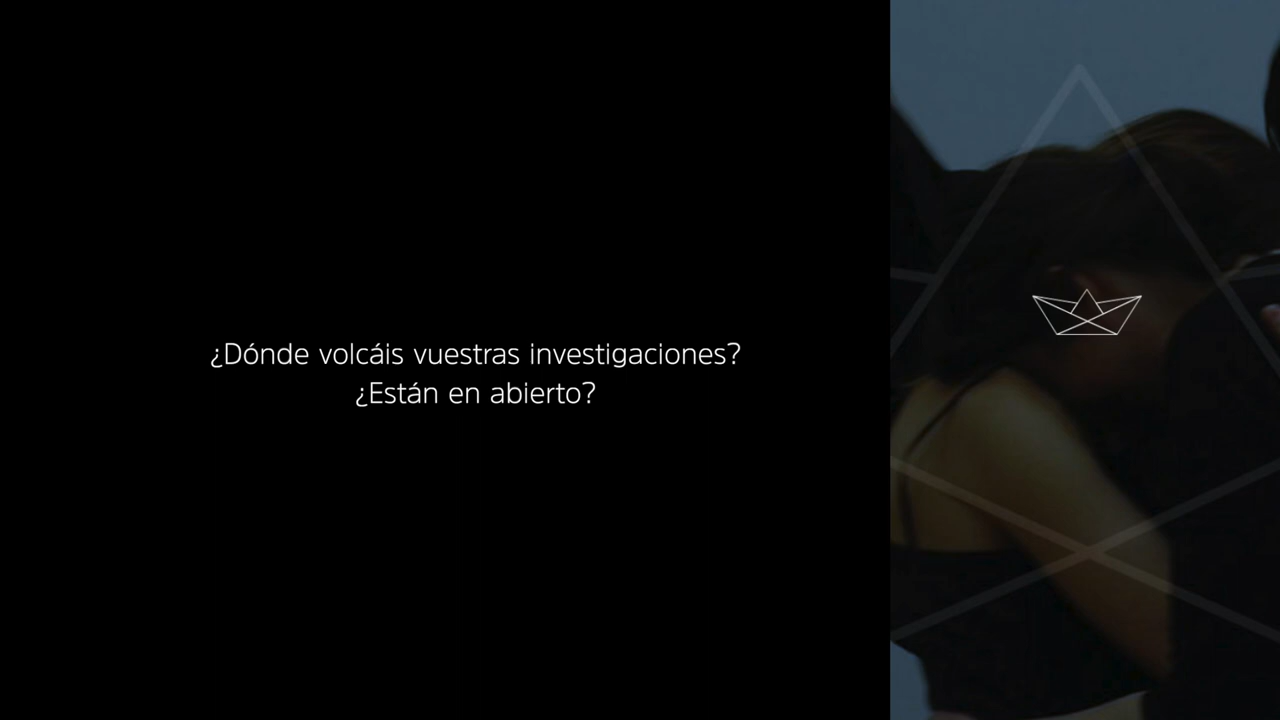 ¿Dónde volcáis vuestras investigaciones?
¿Están en abierto?